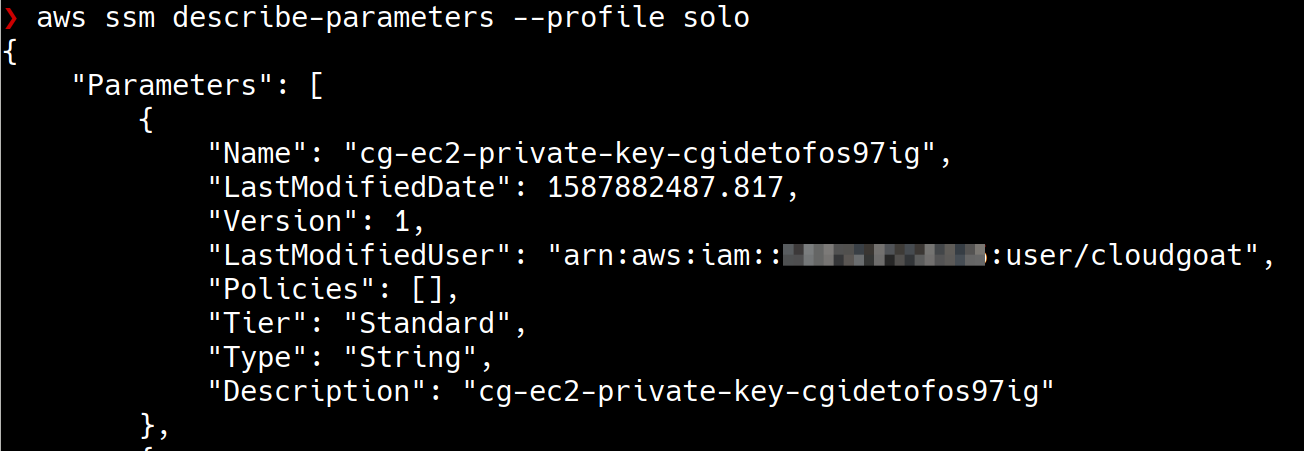 ❯ aws ssm describe-parameters --profile solo
{
    "Parameters": [
        {
            "Name": "cg-ec2-private-key-cgidetofos97ig",
            "LastModifiedDate": 1587882487.817,
            "Version": 1,
            "LastModifiedUser": "arn:aws:iam:::user/cloudgoat",
            "Policies": [],
            "Tier": "Standard",
            "Type": "String",
            "Description": "cg-ec2-private-key-cgidetofos97ig"
        },